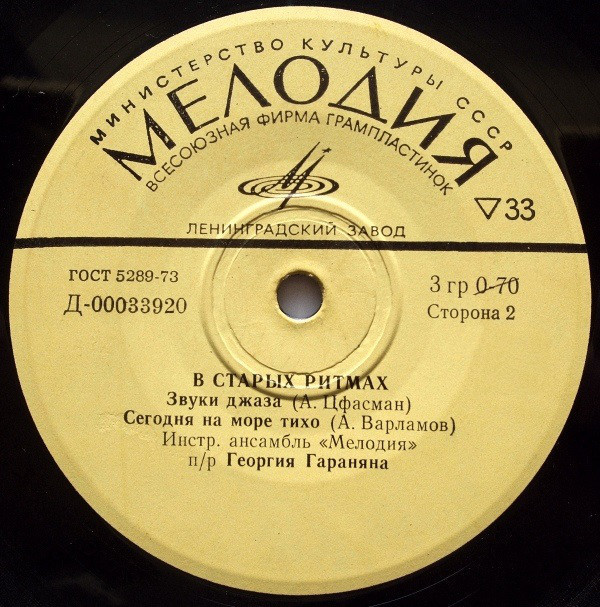 МИНИСТЕРСТВО КУЛЬТУРЫ СССР
МЕЛОДИЯ
ВСЕСОЮЗНАЯ ФИРМА ГРАМПЛАСТИНОК
33
ЛЕНИНГРАДСКИЙ ЗАВОД
ГОСТ 5289-73
Д-00033920
3 гр 0-70
Сторона 2
В СТАРЫХ РИТМАХ
Звуки джаза (А. Цфасман)
Сегодня на море тихо (А. Варламов)
Инстр. ансамбль «Мелодия»
п/р Георгия Гараняна